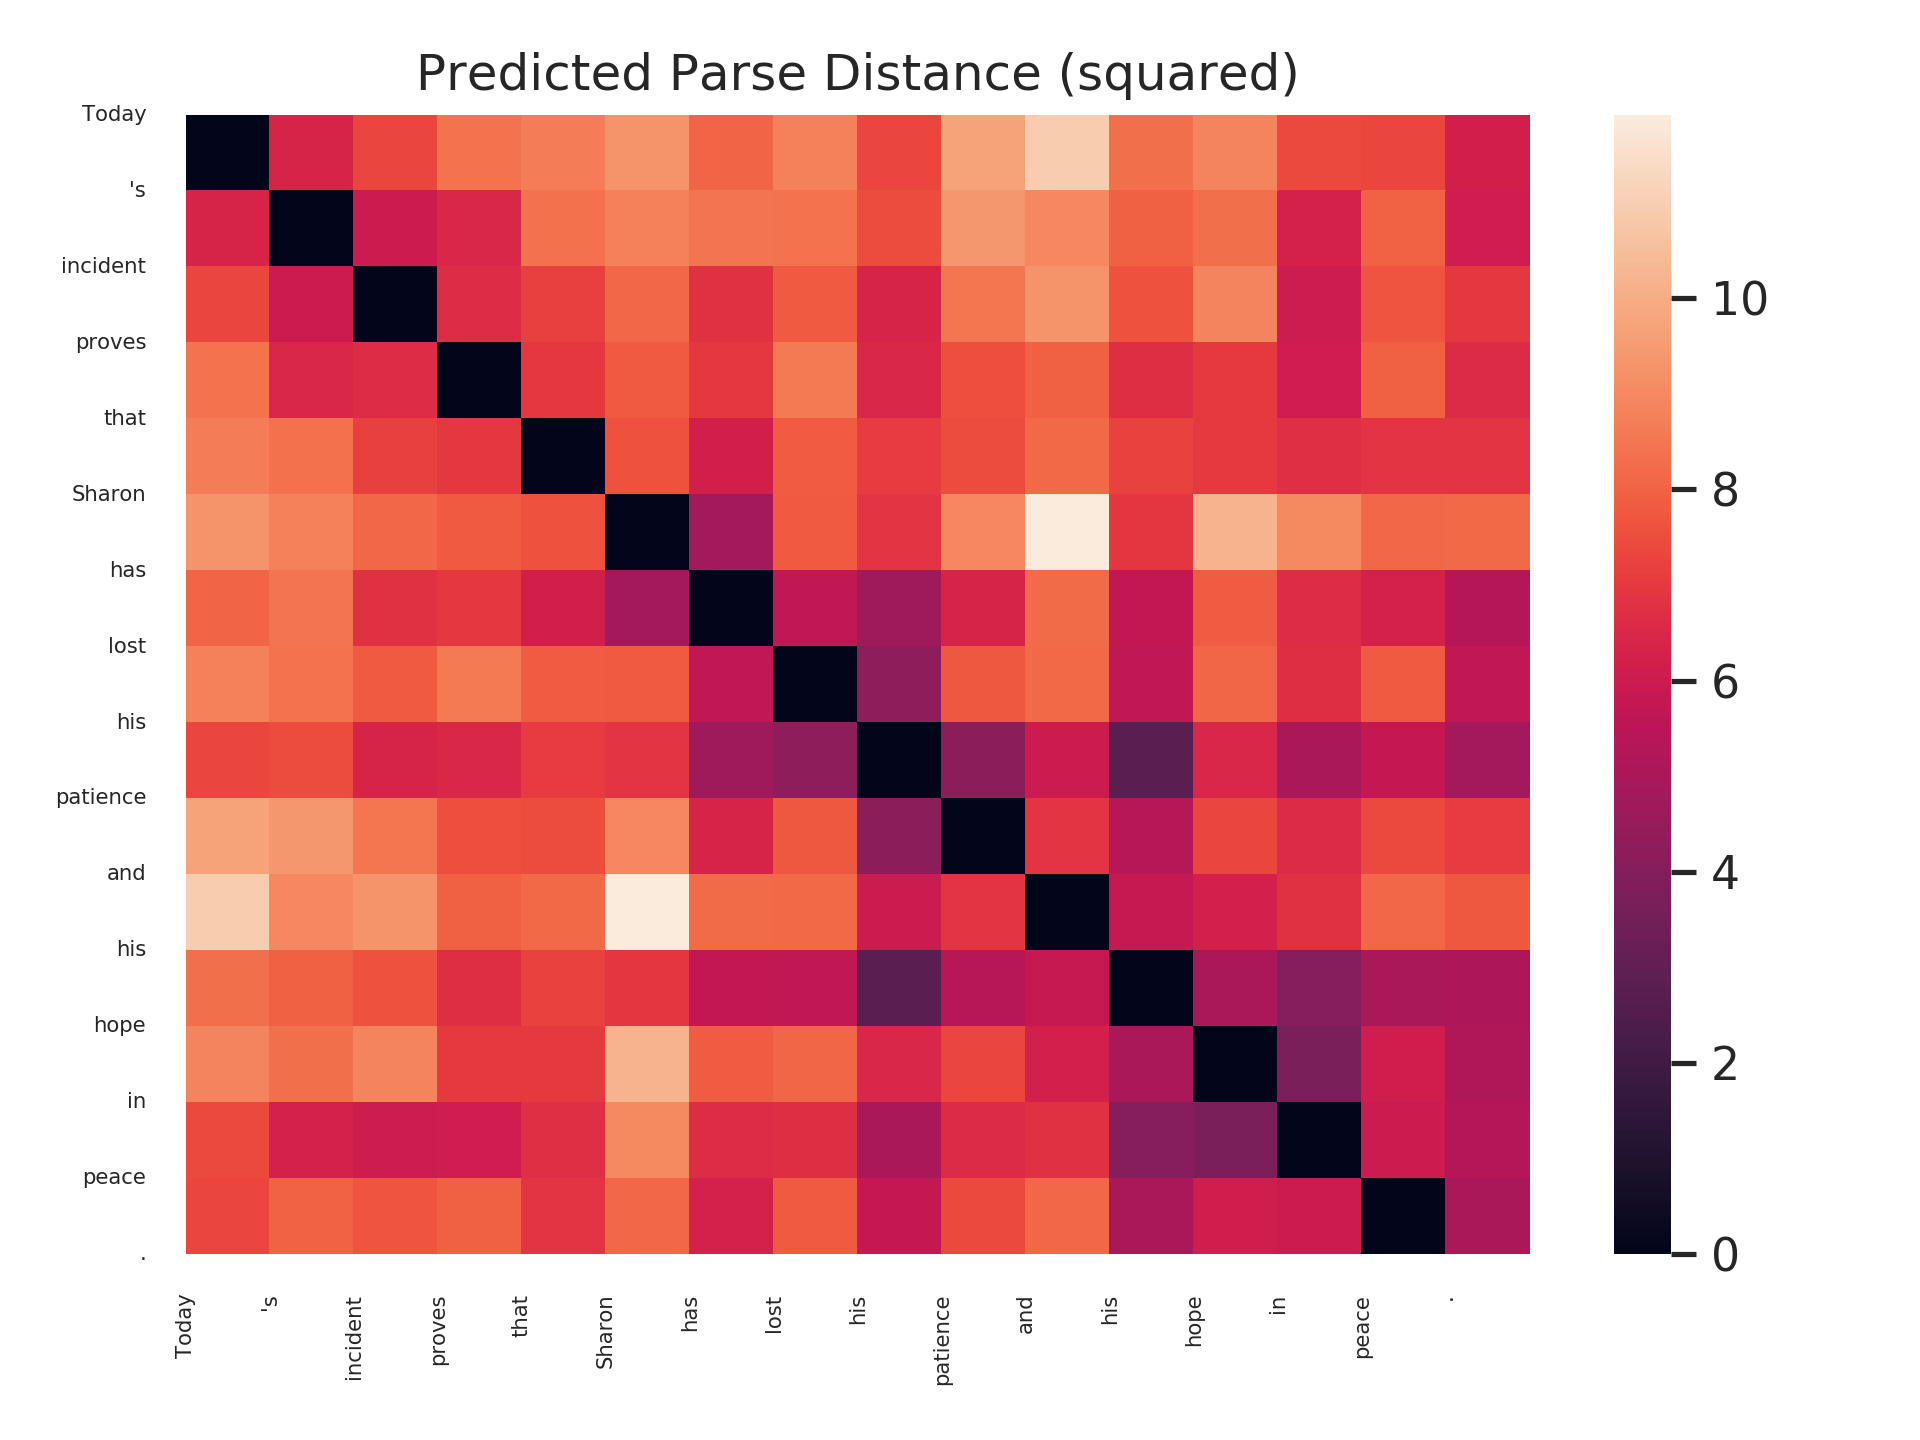 Predicted Parse Distance (squared)
Today
's
incident
proves
that
Sharon
has
lost
his
patience
and
his
hope
in
peace
.
10
8
6
4
2
0
Today
's
incident
proves
that
Sharon
has
lost
his
patience
and
his
hope
in
peace
.